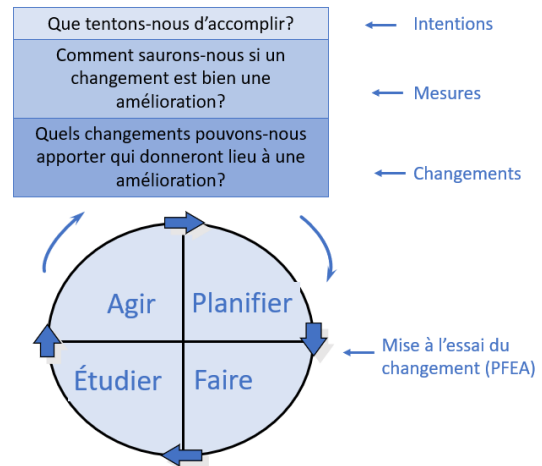 Que tentons-nous d'accomplir?
Intentions
Comment saurons-nous si un
changement est bien une
amélioration?
Mesures
Quels changements pouvons-nous
apporter qui donneront lieu à une
amélioration?
Changements
Agir
Planifier
Étudier
Faire
Mise à l'essai du
changement (PFEA)